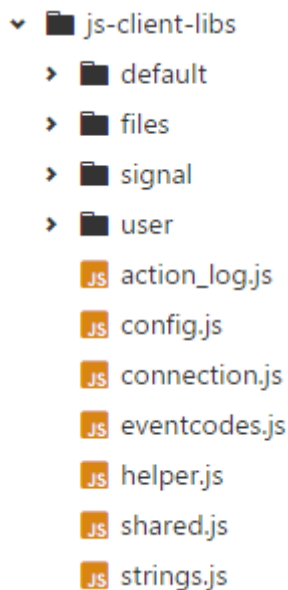 js-client-libs
default
files
signal
user
JS action_log.js
JS config.js
JS connection.js
JS eventcodes.js
JS helper.js
JS shared.js
JS strings.js